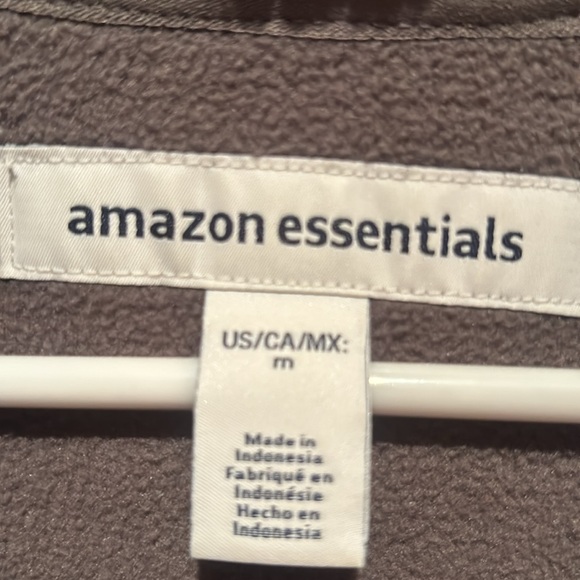 amazon essentials
US/CA/MX:
m
Made in
Indonesia
Fabriqué en
Indonésie
Hecho en
Indonesia